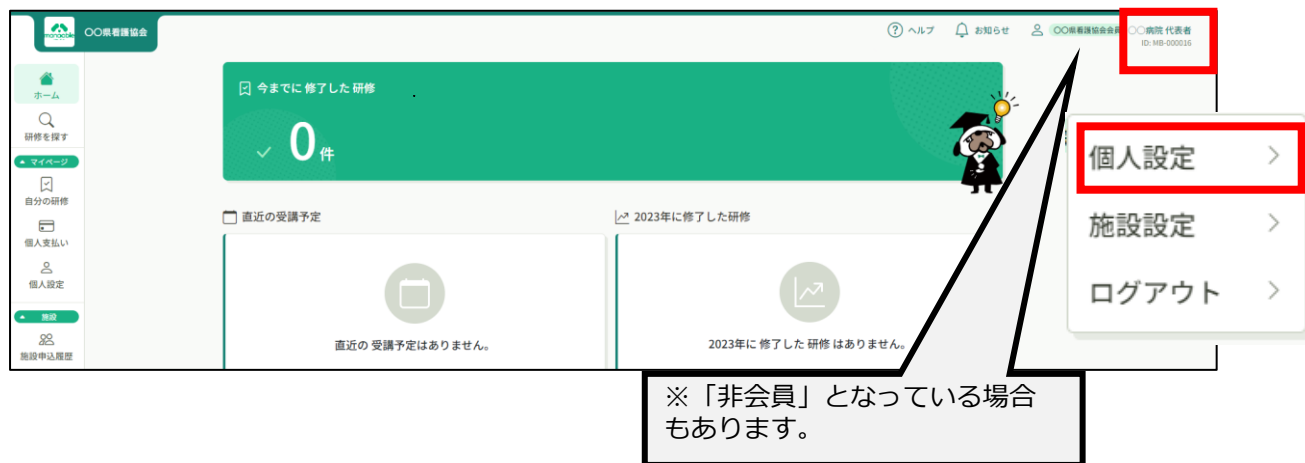 manaable
〇〇県看護協会
ヘルプ
お知らせ
〇〇県看護協会会員
〇〇病院 代表者
ID: MB-000016
ホーム
研修を探す
マイページ
自分の研修
個人支払い
個人設定
施設
施設申込履歴
今までに 修了した 研修
0件
直近の受講予定
直近の 受講予定はありません。
2023年に修了した研修
2023年に 修了した 研修 はありません。
個人設定
施設設定
ログアウト
※「非会員」となっている場合
もあります。